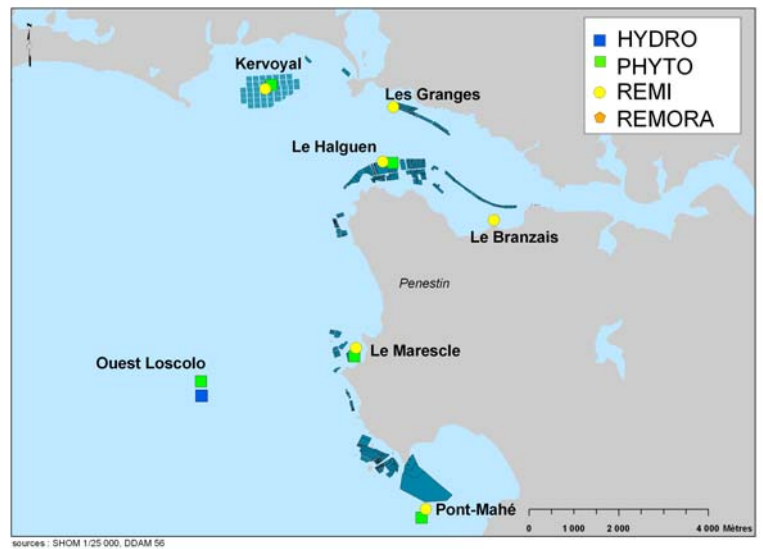 HYDRO
PHYTO
REMI
REMORA
Kervoyal
Les Granges
Le Halguen
Le Branzais
Penestin
Le Marescle
Ouest Loscolo
Pont-Mahé
0 1 000 2 000 4 000 Mètres
sources : SHOM 1/25 000, DDAM 56